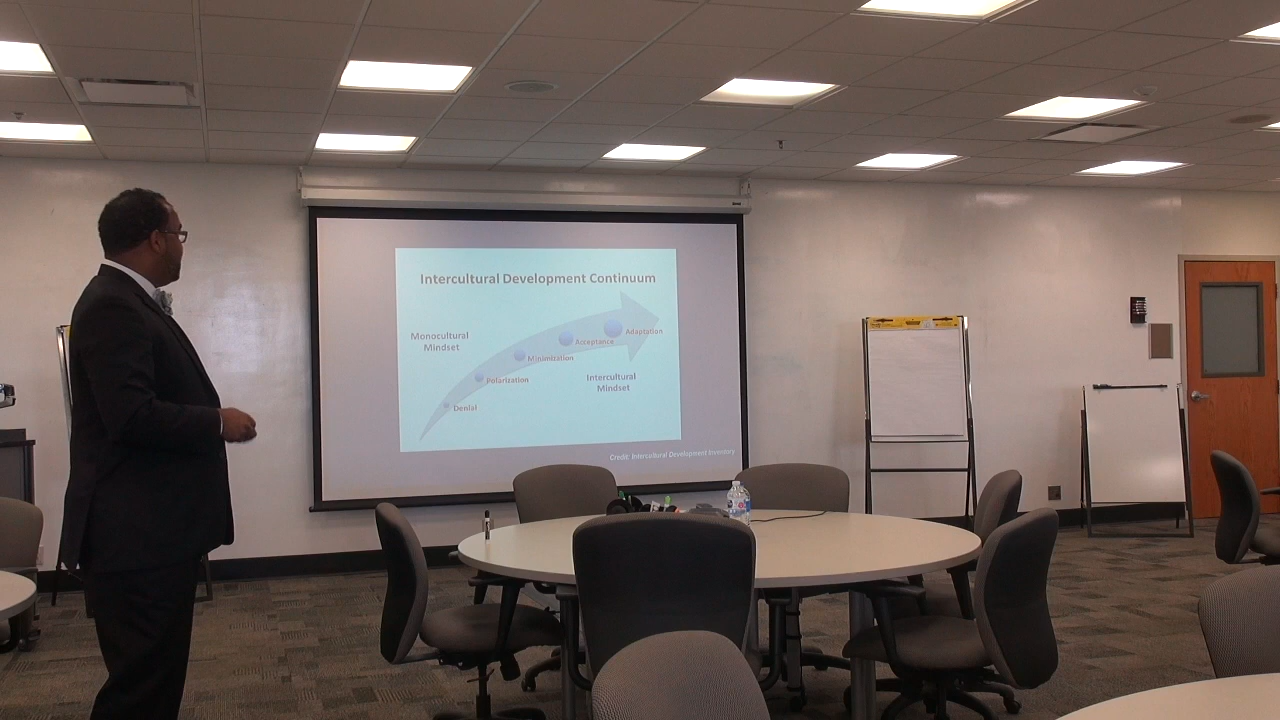 Intercultural Development Continuum
Monocultural
Mindset
Adaptation
Acceptance
Minimization
Polarization
Intercultural
Mindset
Denial
Credit: Intercultural Development Inventory